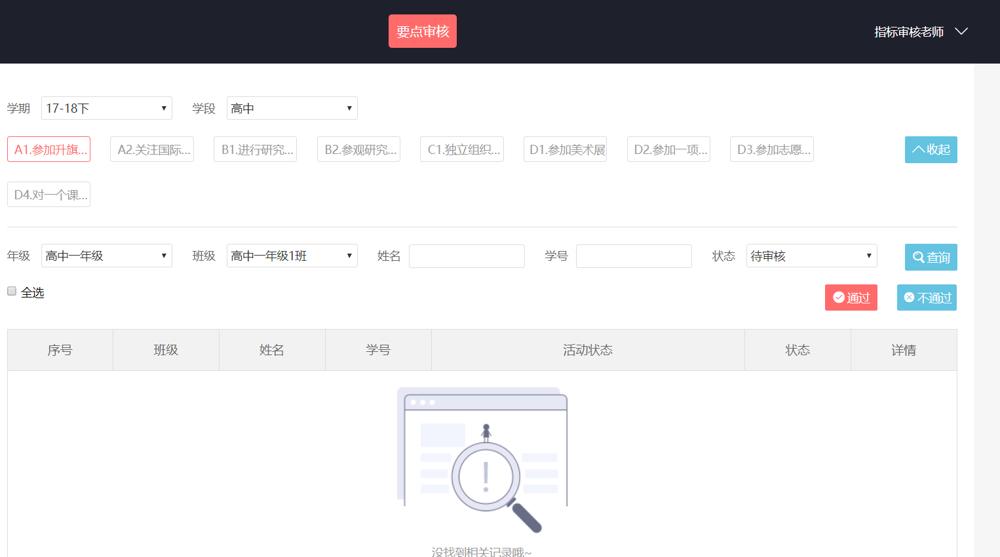 要点审核
指标审核老师
学期 17-18下 学段 高中
A1.参加升旗... A2.关注国际... B1.进行研究... B2.参观研究... C1.独立组织... D1.参加美术展 D2.参加一项... D3.参加志愿... 收起
D4.对一个课...
年级 高中一年级 班级 高中一年级1班 姓名 学号 状态 待审核 查询
全选 通过 不通过
序号 班级 姓名 学号 活动状态 状态 详情
没找到相关记录哦~